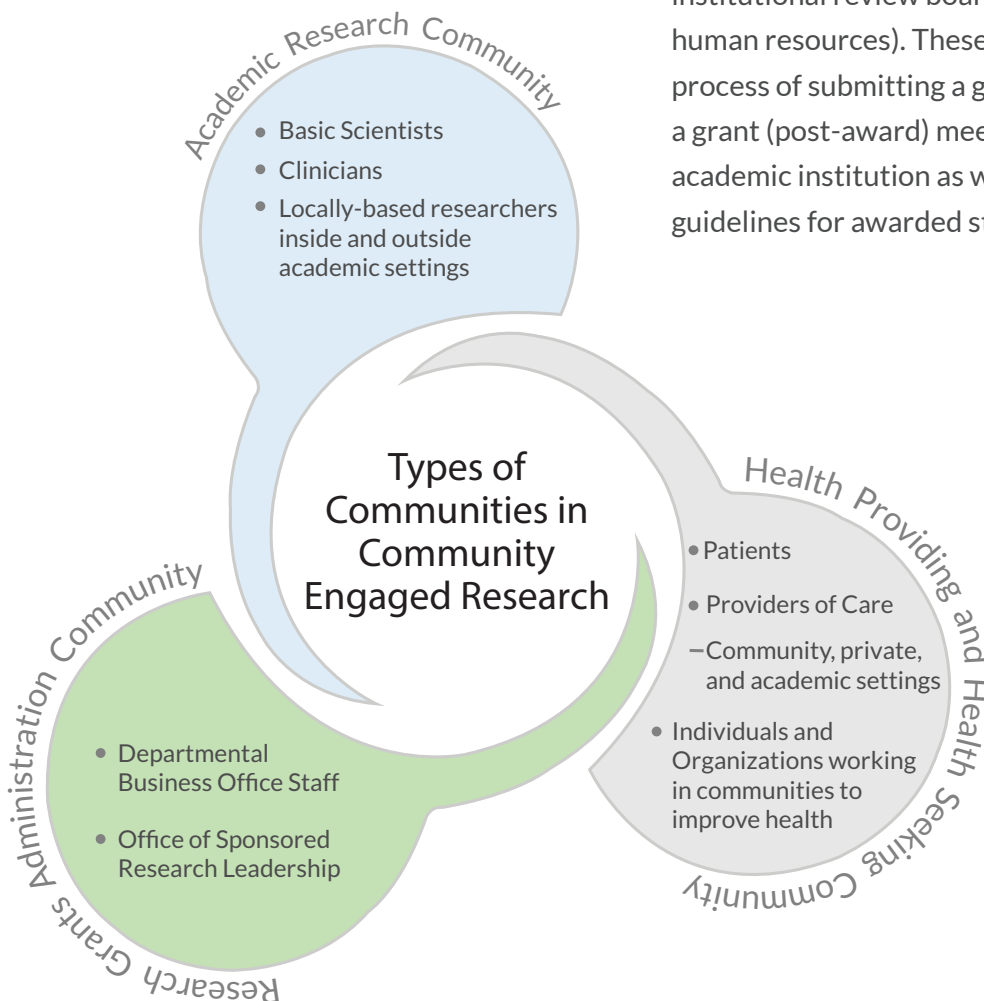 human resources). These
process of submitting a g
a grant (post-award) mee
academic institution as w
guidelines for awarded st
Academic Research Community
• Basic Scientists
• Clinicians
• Locally-based researchers
inside and outside
academic settings
Types of
Communities in
Community
Engaged Research
Health Providing and Health Seeking Community
• Patients
• Providers of Care
–Community, private,
and academic settings
• Individuals and
Organizations working
in communities to
improve health
Research Grants Administration Community
• Departmental
Business Office Staff
• Office of Sponsored
Research Leadership